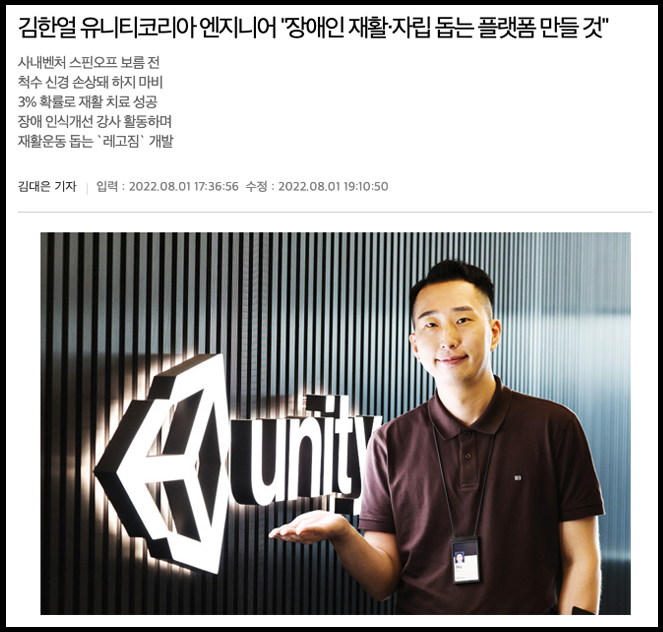 김한얼 유니티코리아 엔지니어 "장애인 재활·자립 돕는 플랫폼 만들 것"
사내벤처 스핀오프 보름 전
척수 신경 손상돼 하지 마비
3% 확률로 재활 치료 성공
장애 인식개선 강사 활동하며
재활운동 돕는 `레고짐` 개발
김대은 기자 입력 : 2022.08.01 17:36:56 수정 : 2022.08.01 19:10:50
unity